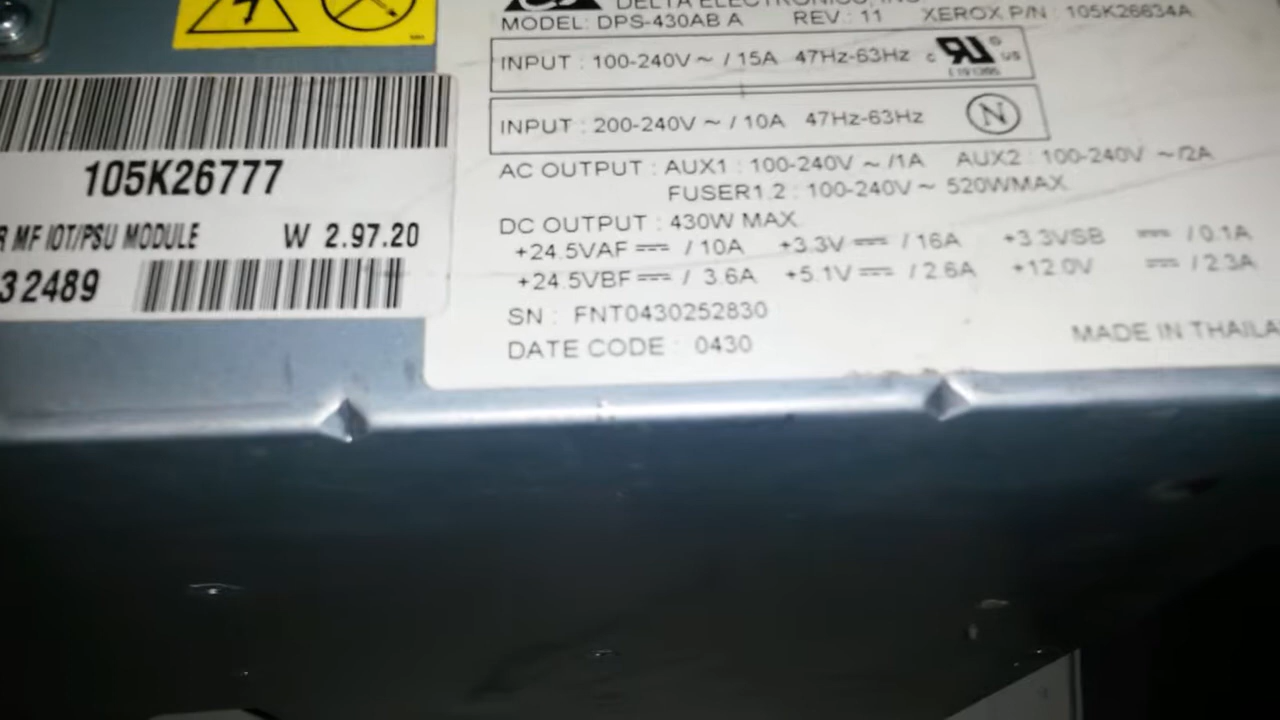 DELTA ELECTRONICS, INC
MODEL: DPS-430AB A REV.: 11 XEROX P/N : 105K26634A
INPUT : 100-240V ~ / 15A 47Hz-63Hz c RU US
INPUT : 200-240V ~ / 10A 47Hz-63Hz N
AC OUTPUT : AUX1 : 100-240V ~ /1A AUX2 : 100-240V ~ /2A
FUSER1.2 : 100-240V ~ 520WMAX
DC OUTPUT : 430W MAX
+24.5VAF / 10A +3.3V / 16A +3.3VSB / 0.1A
+24.5VBF / 3.6A +5.1V / 2.6A +12.0V / 2.3A
SN : FNT0430252830
DATE CODE : 0430
MADE IN THAILA
105K26777
R MF IOT/PSU MODULE W 2.97.20
32489